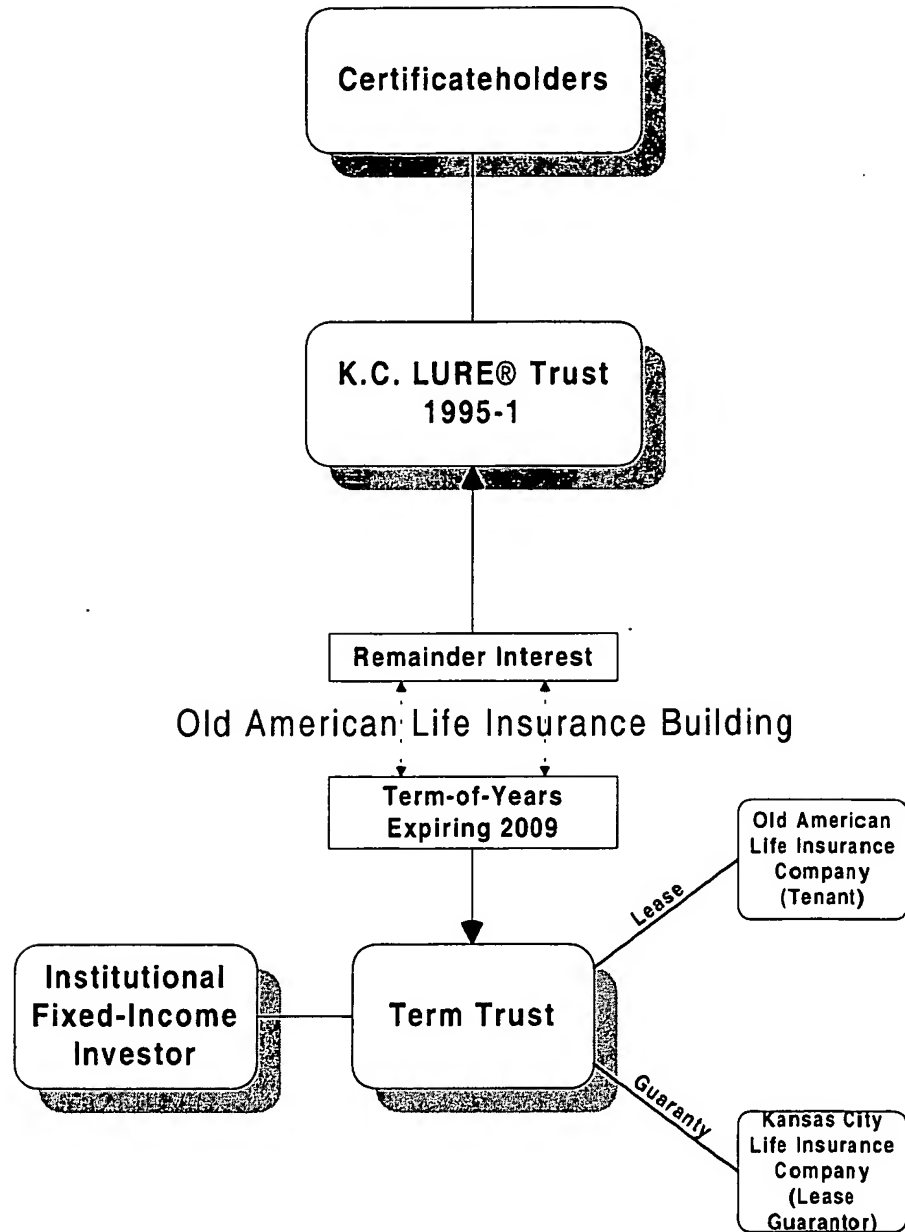 Certificateholders
K.C. LURE® Trust
1995-1
Remainder Interest
Old American Life Insurance Building
Term-of-Years
Expiring 2009
Old American
Life Insurance
Company
(Tenant)
Lease
Institutional
Fixed-Income
Investor
Term Trust
Guaranty
Kansas City
Life Insurance
Company
(Lease
Guarantor)